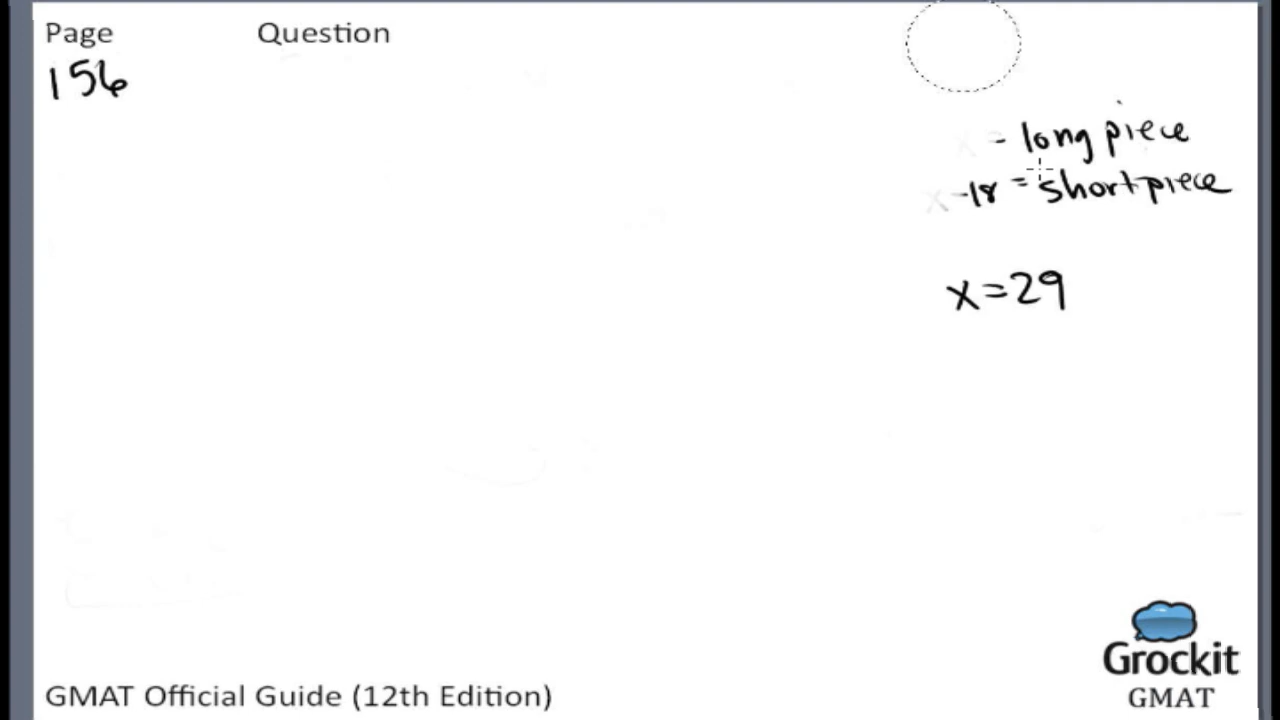 Page Question
156
x = long piece
x -18 = short piece
x = 29
Grockit
GMAT
GMAT Official Guide (12th Edition)